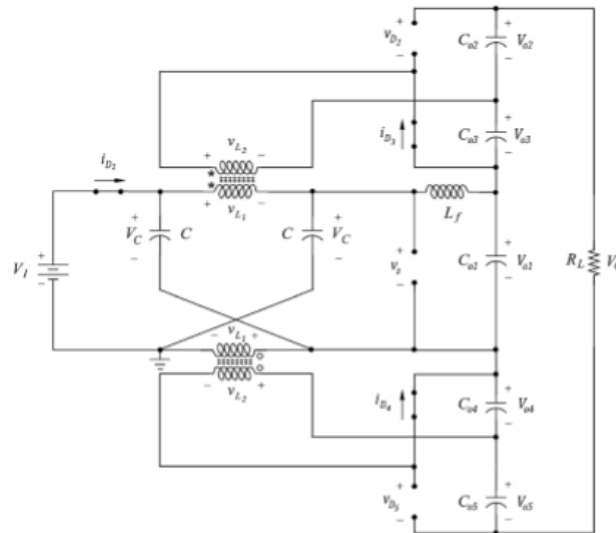 + v_{D_2} − C_{o2} + V_{o2} −
+ v_{L_2} − i_{D_3} C_{o3} + V_{o3} −
i_{D_1} + v_{L_1} − L_f
V_I + − + V_C − C C + V_C − + v_s − C_{o1} + V_{o1} − R_L
− v_{L_1} +
− v_{L_2} + i_{D_4} C_{o4} + V_{o4} −
+ v_{D_5} − C_{o5} + V_{o5} −